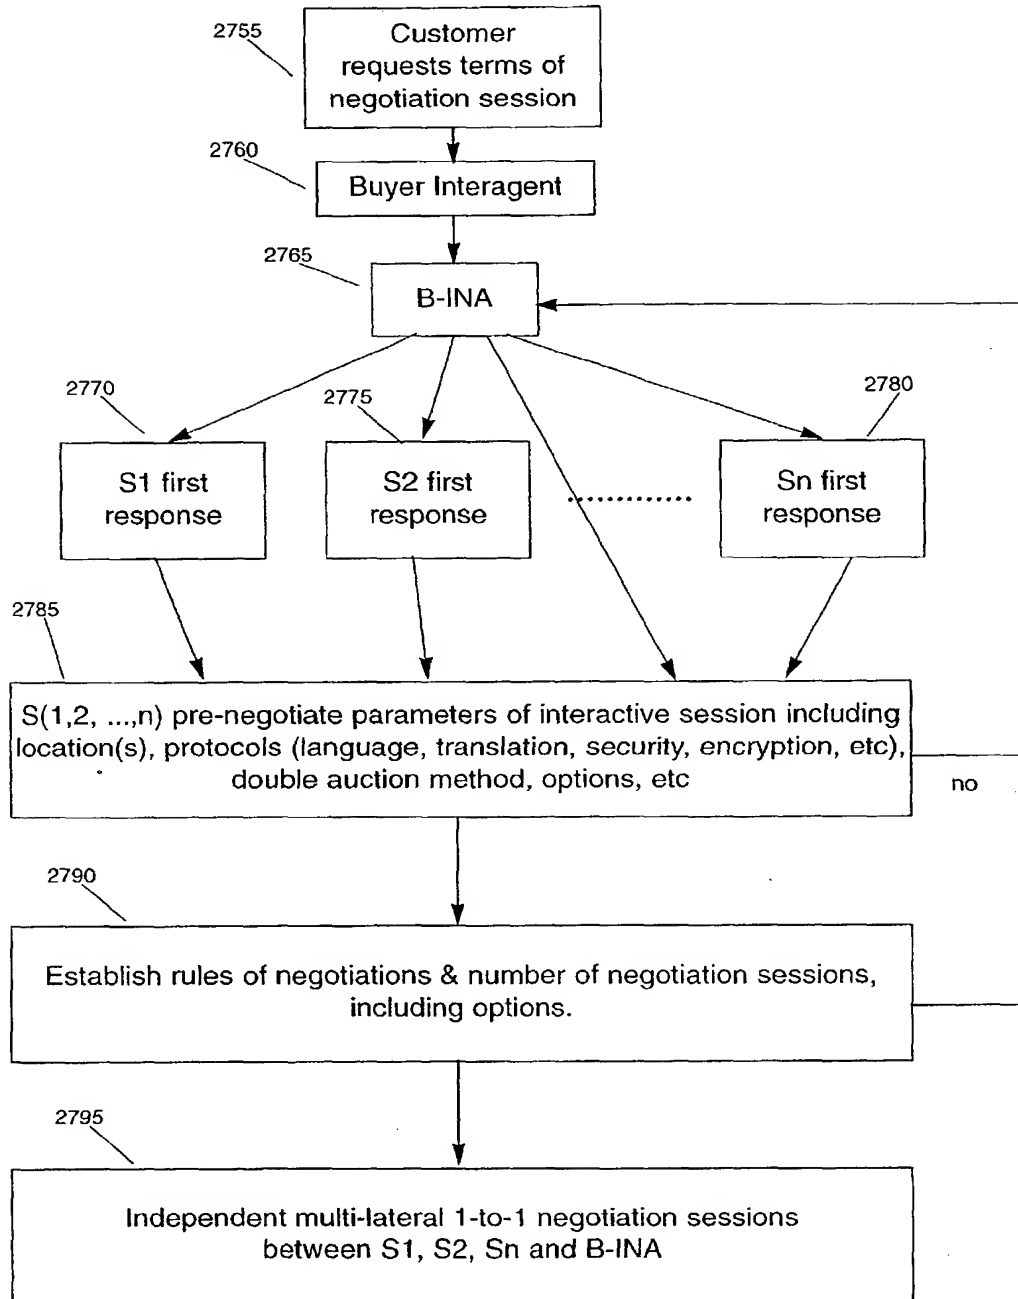 2755
Customer
requests terms of
negotiation session
2760
Buyer Interagent
2765
B-INA
2770
2775
2780
S1 first
response
S2 first
response
Sn first
response
2785
S(1,2, ...,n) pre-negotiate parameters of interactive session including
location(s), protocols (language, translation, security, encryption, etc),
double auction method, options, etc
no
2790
Establish rules of negotiations & number of negotiation sessions,
including options.
2795
Independent multi-lateral 1-to-1 negotiation sessions
between S1, S2, Sn and B-INA